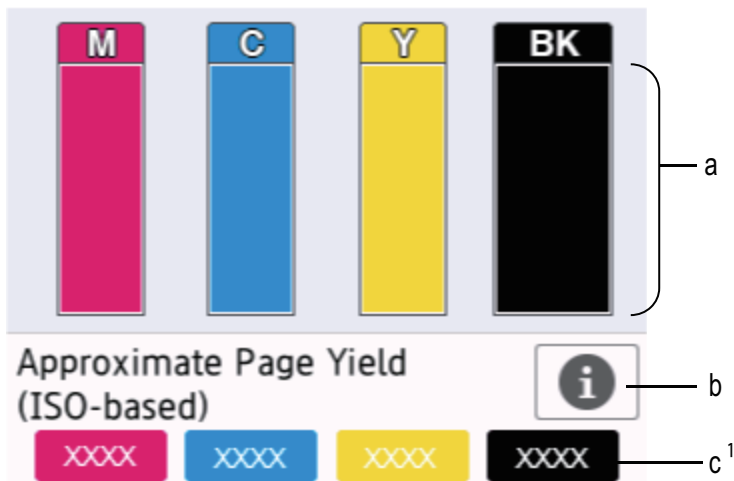 M C Y BK
a
Approximate Page Yield
(ISO-based)
i
b
XXXX XXXX XXXX XXXX
c 1